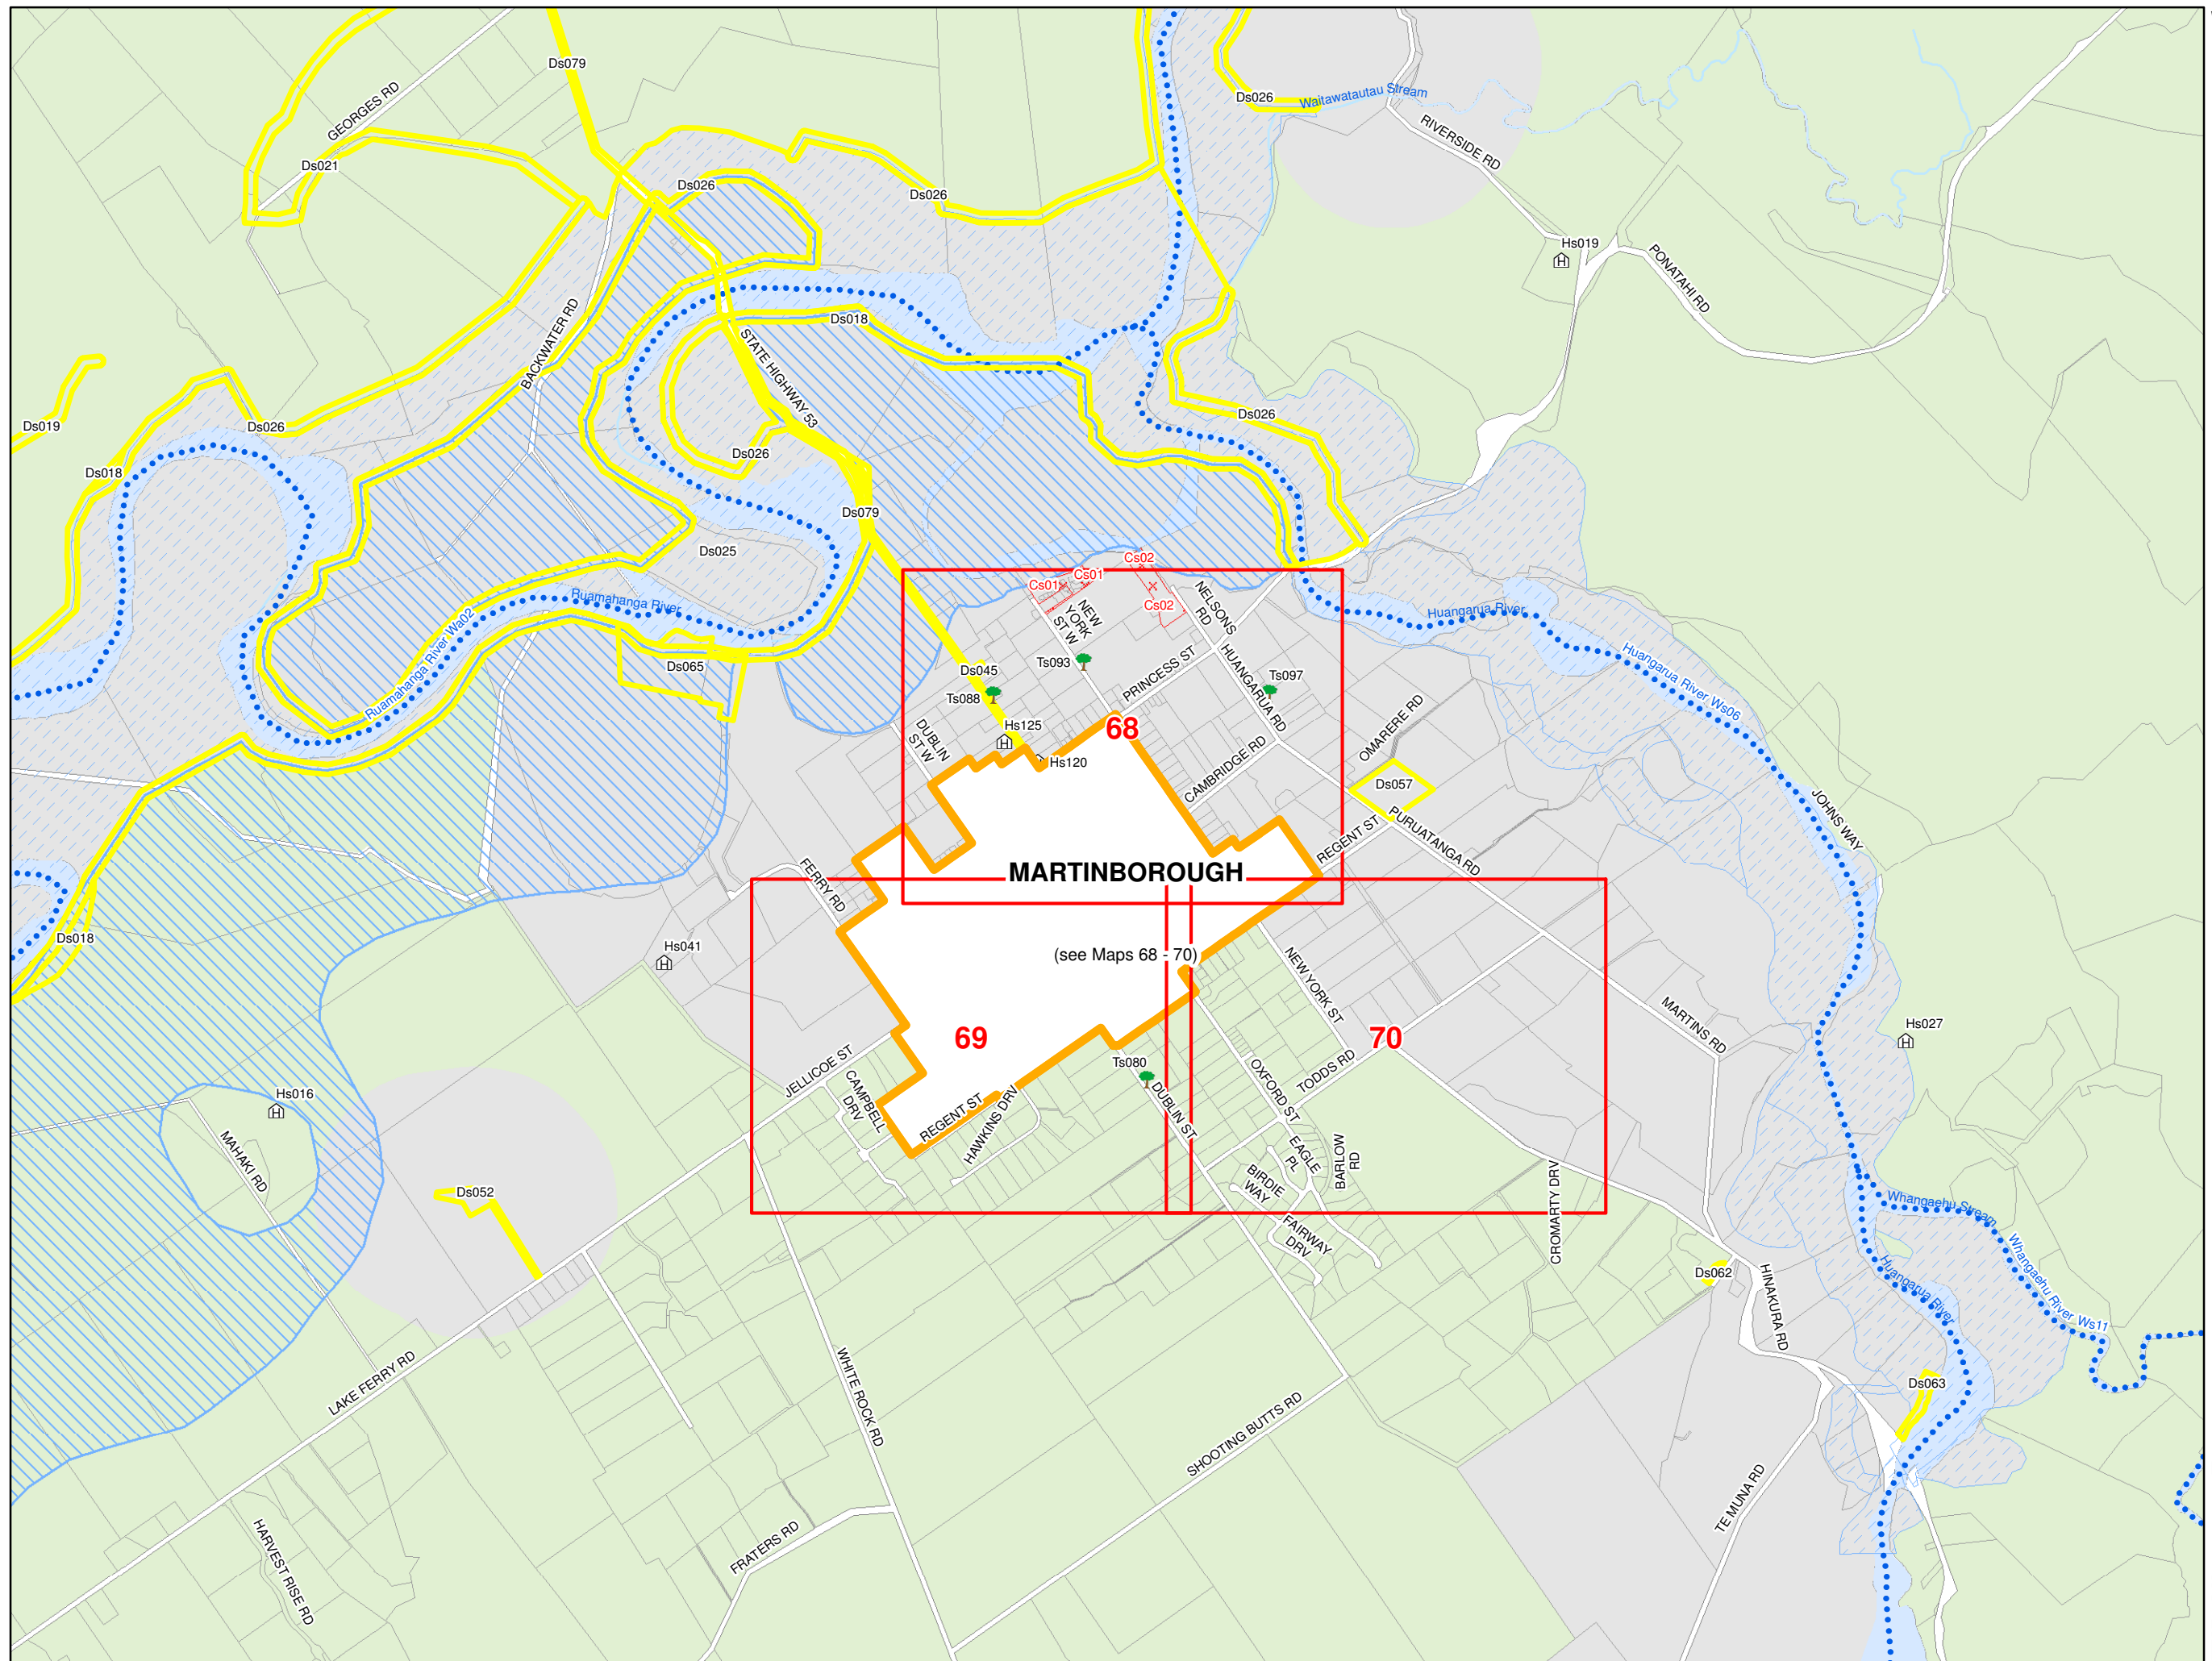 Ds079
GEORGES RD
Ds026
Waitawatautau Stream
RIVERSIDE RD
Ds021
Ds026
Ds026
Hs019
PONATAHI RD
BACKWATER RD
Ds018
STATE HIGHWAY 53
Ds019
Ds026
Ds026
Ds026
Ds018
Ds079
Ds025
Cs02
Cs01
Cs01
Cs02
Ruamahanga River
Ruamahanga River Wa02
NEW
YORK
ST W
NELSONS
RD
Huangarua River
Huangarua River Ws06
Ds065
Ds045
Ts093
Ts088
PRINCESS ST
HUANGARUA RD
Ts097
Hs125
68
DUBLIN
ST W
Hs120
OMARERE RD
CAMBRIDGE RD
Ds057
PURUATANGA RD
REGENT ST
JOHNS WAY
MARTINBOROUGH
FERRY RD
Ds018
Hs041
(see Maps 68 - 70)
NEW YORK ST
MARTINS RD
69
70
Hs027
Hs016
JELLICOE ST
CAMPBELL
DRV
REGENT ST
HAWKINS DRV
Ts080
DUBLIN ST
OXFORD ST
TODDS RD
EAGLE
PL
BARLOW
RD
BIRDIE
WAY
FAIRWAY
DRV
CROMARTY DRV
MAHAKI RD
Ds052
Whangaehu Stream
Whangaehu River Ws11
Huangarua River
Ds062
HINAKURA RD
Ds063
LAKE FERRY RD
WHITE ROCK RD
SHOOTING BUTTS RD
TE MUNA RD
FRATERS RD
HARVEST RISE RD